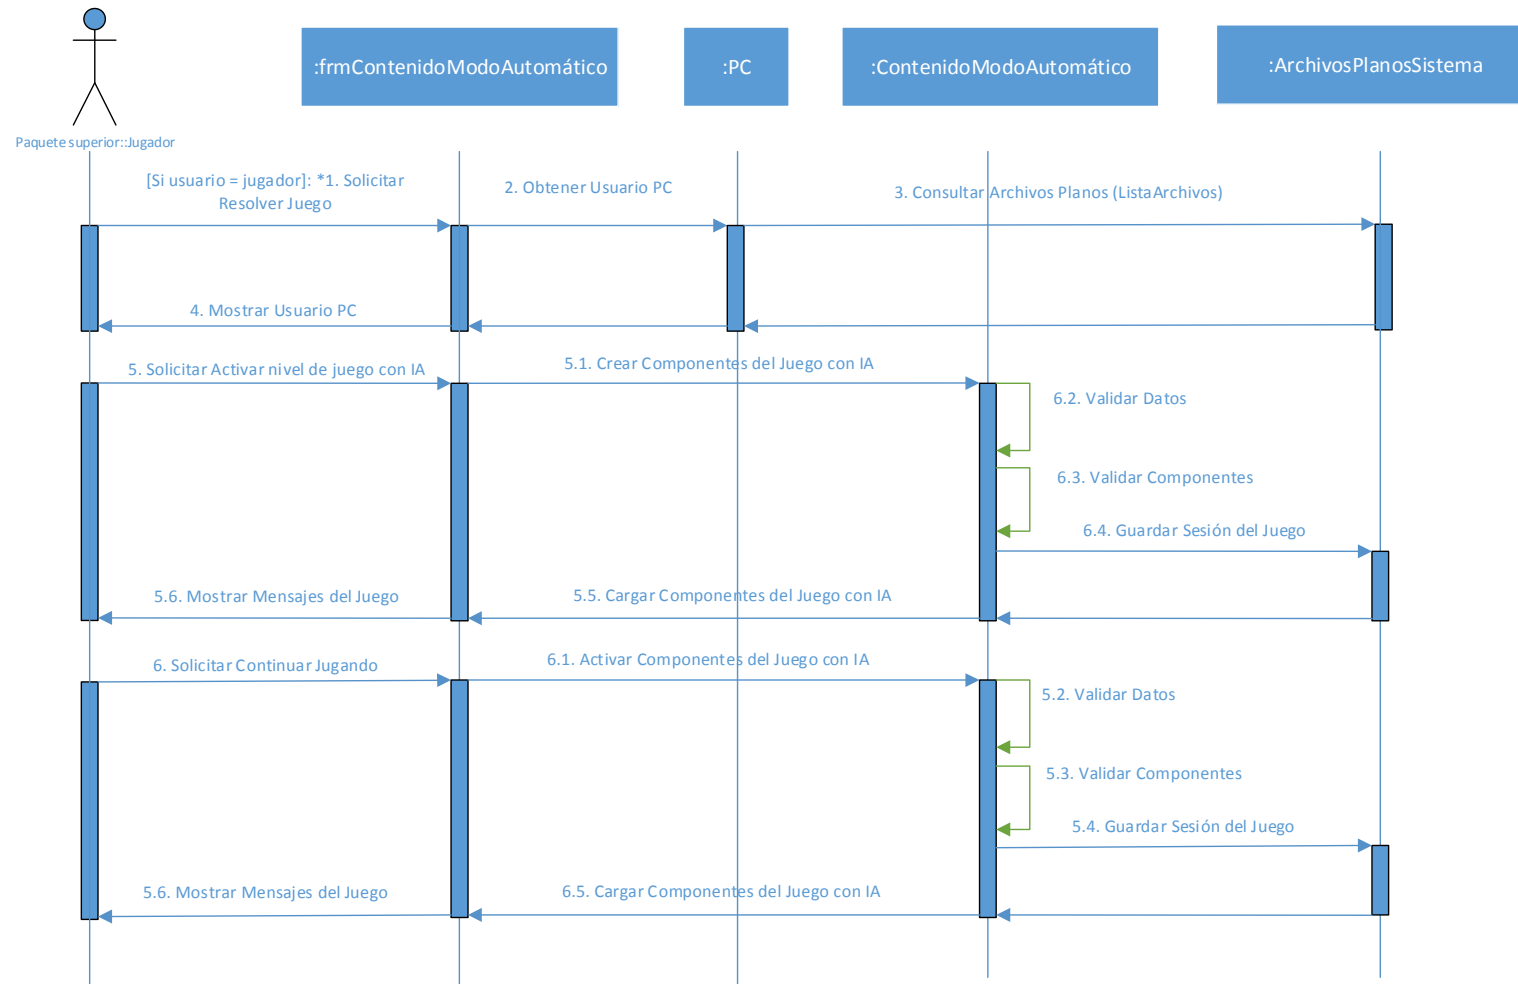 :frmContenidoModoAutomático
:PC
:ContenidoModoAutomático
:ArchivosPlanosSistema
Paquete superior::Jugador
[Si usuario = jugador]: *1. Solicitar
Resolver Juego
2. Obtener Usuario PC
3. Consultar Archivos Planos (ListaArchivos)
4. Mostrar Usuario PC
5. Solicitar Activar nivel de juego con IA
5.1. Crear Componentes del Juego con IA
6.2. Validar Datos
6.3. Validar Componentes
6.4. Guardar Sesión del Juego
5.6. Mostrar Mensajes del Juego
5.5. Cargar Componentes del Juego con IA
6. Solicitar Continuar Jugando
6.1. Activar Componentes del Juego con IA
5.2. Validar Datos
5.3. Validar Componentes
5.4. Guardar Sesión del Juego
5.6. Mostrar Mensajes del Juego
6.5. Cargar Componentes del Juego con IA